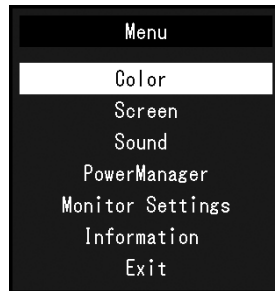 Menu
Color
Screen
Sound
PowerManager
Monitor Settings
Information
Exit